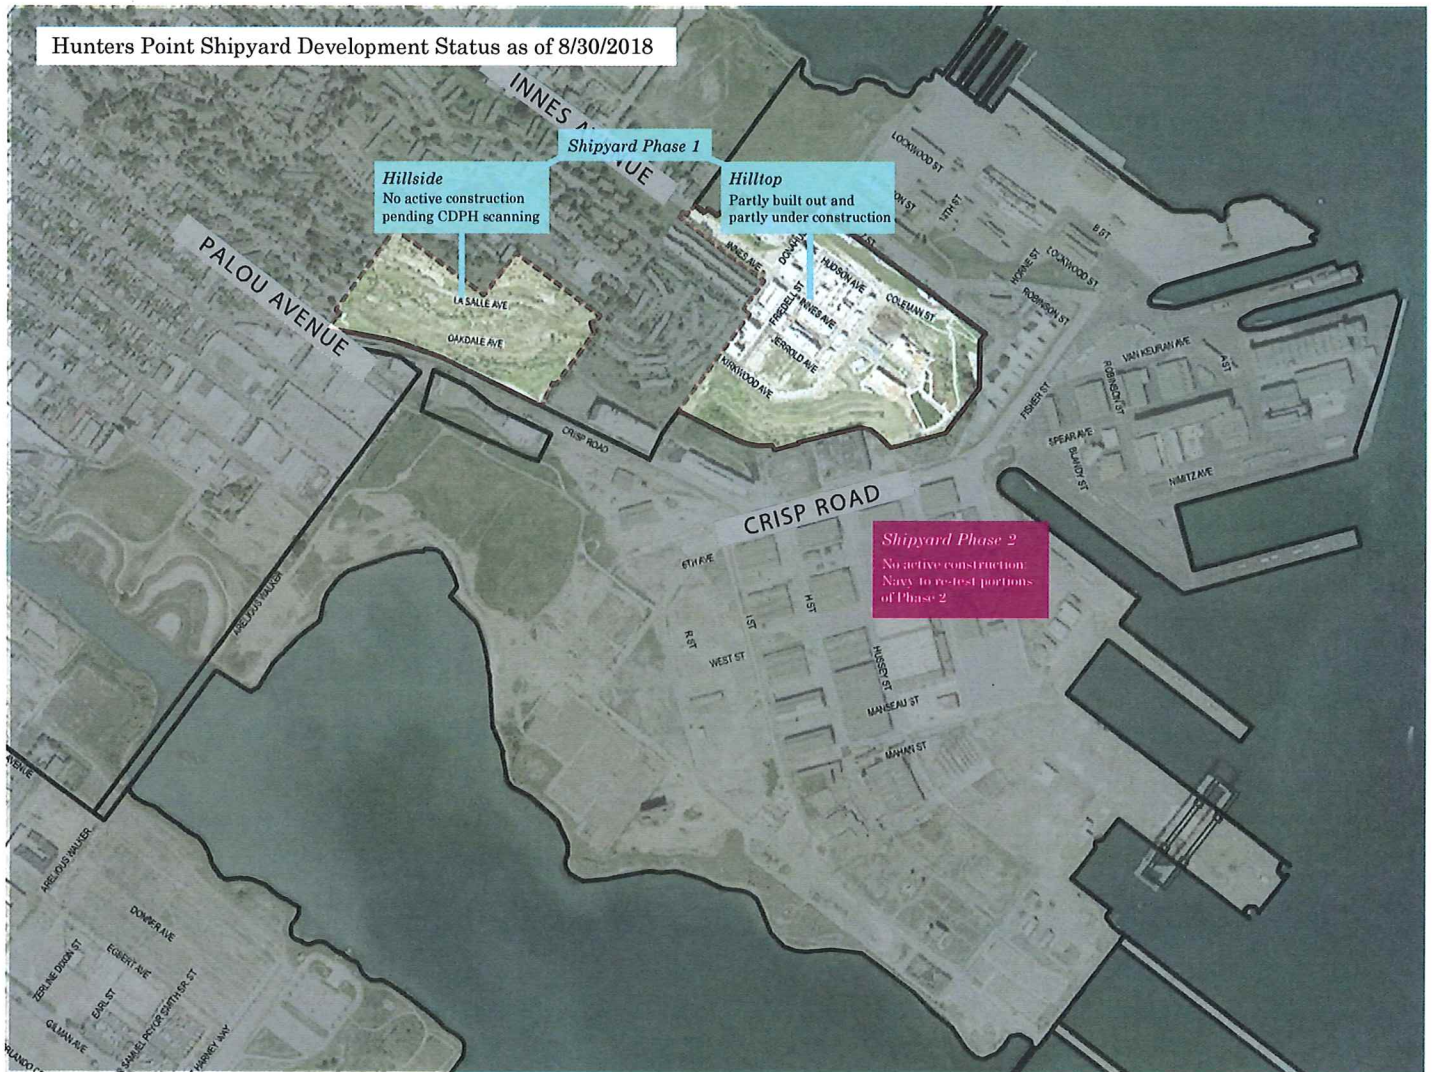 Hunters Point Shipyard Development Status as of 8/30/2018
INNES AVENUE
Shipyard Phase 1
Hillside
No active construction
pending CDPH scanning
Hilltop
Partly built out and
partly under construction
PALOU AVENUE
LOCKWOOD ST
12TH ST
B ST
HORNE ST
LOCKWOOD ST
ROBINSON ST
INNES AVE
HUDSON AVE
FRIEDELL ST
INNES AVE
COLEMAN ST
JERROLD AVE
KIRKWOOD AVE
LA SALLE AVE
OAKDALE AVE
VAN KEURAN AVE
ROBINSON ST
A ST
FISHER ST
SPEAR AVE
BLANDY ST
NIMITZ AVE
CRISP ROAD
CRISP ROAD
Shipyard Phase 2
No active construction.
Navy to re-test portions
of Phase 2
6TH AVE
H ST
I ST
R ST
WEST ST
HUSSEY ST
MANSEAU ST
MAHAN ST
ARELIOUS WALKER
AVENUE
ARELIOUS WALKER
DONNER AVE
EGBERT AVE
ZERLINE DIXON ST
EARL ST
GILMAN AVE
SAMUEL PCYOR SMITH SR. ST
HARNEY WAY